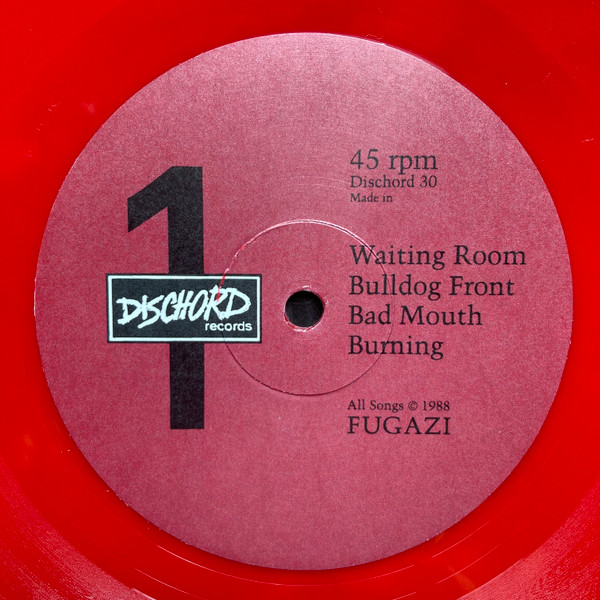 1
DISCHORD
records
45 rpm
Dischord 30
Made in
Waiting Room
Bulldog Front
Bad Mouth
Burning
All Songs © 1988
FUGAZI